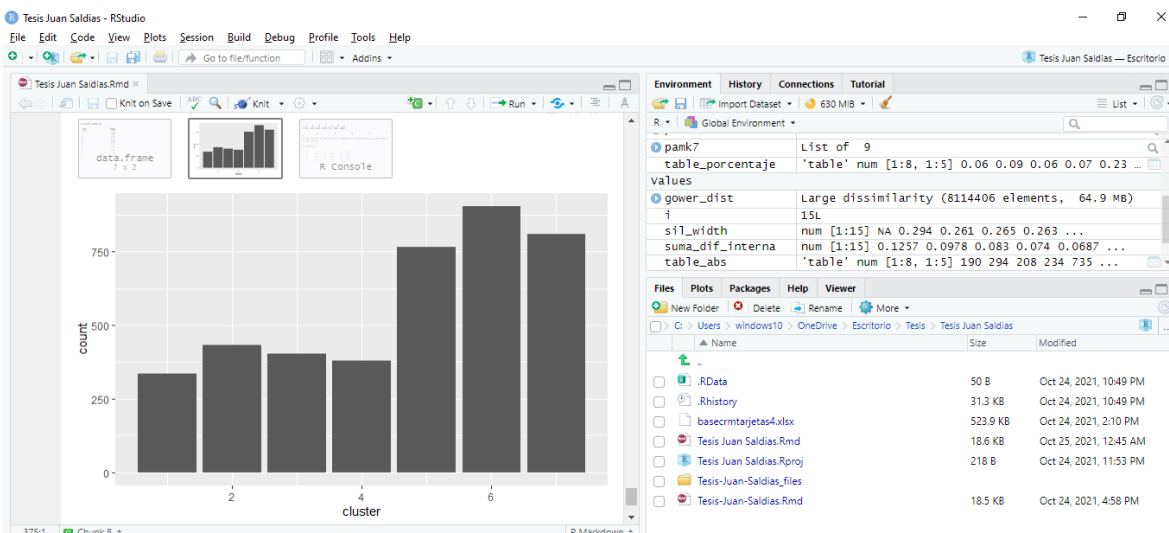 Tesis Juan Saldias - RStudio
File Edit Code View Plots Session Build Debug Profile Tools Help
Go to file/function Addins
Tesis Juan Saldias — Escritorio
Tesis Juan Saldias.Rmd
Knit on Save ABC Knit Run
data.frame
7 x 2
R Console
750
500
250
0
count
2 4 6
cluster
375:1 Chunk 8 R Markdown
Environment History Connections Tutorial
Import Dataset 630 MiB List
R Global Environment
pamk7 List of 9
table_porcentaje 'table' num [1:8, 1:5] 0.06 0.09 0.06 0.07 0.23 …
Values
gower_dist Large dissimilarity (8114406 elements, 64.9 MB)
i 15L
sil_width num [1:15] NA 0.294 0.261 0.265 0.263 ...
suma_dif_interna num [1:15] 0.1257 0.0978 0.083 0.074 0.0687 ...
table_abs 'table' num [1:8, 1:5] 190 294 208 234 735 ...
Files Plots Packages Help Viewer
New Folder Delete Rename More
C: > Users > windows10 > OneDrive > Escritorio > Tesis > Tesis Juan Saldias
Name Size Modified
..
.RData 50 B Oct 24, 2021, 10:49 PM
.Rhistory 31.3 KB Oct 24, 2021, 10:49 PM
basecrmtarjetas4.xlsx 523.9 KB Oct 24, 2021, 2:10 PM
Tesis Juan Saldias.Rmd 18.6 KB Oct 25, 2021, 12:45 AM
Tesis Juan Saldias.Rproj 218 B Oct 24, 2021, 11:53 PM
Tesis-Juan-Saldias_files
Tesis-Juan-Saldias.Rmd 18.5 KB Oct 24, 2021, 4:58 PM